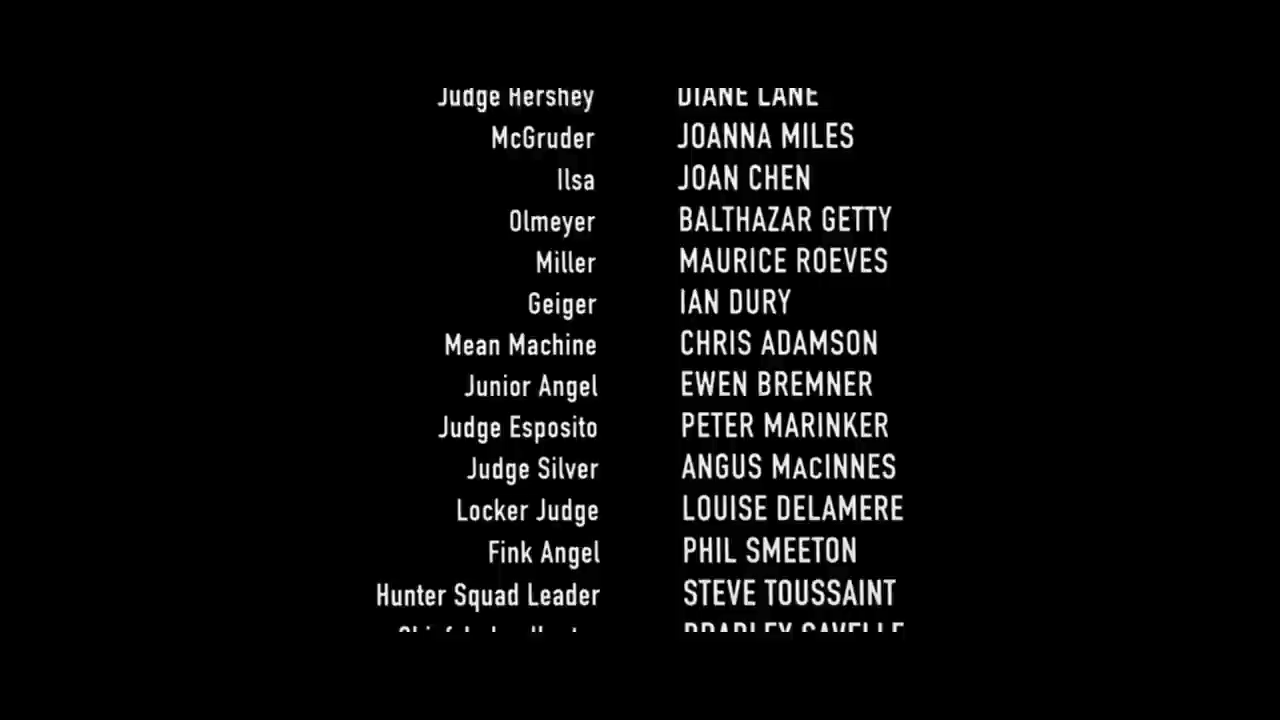 Judge Hershey DIANE LANE
McGruder JOANNA MILES
Ilsa JOAN CHEN
Olmeyer BALTHAZAR GETTY
Miller MAURICE ROEVES
Geiger IAN DURY
Mean Machine CHRIS ADAMSON
Junior Angel EWEN BREMNER
Judge Esposito PETER MARINKER
Judge Silver ANGUS MacINNES
Locker Judge LOUISE DELAMERE
Fink Angel PHIL SMEETON
Hunter Squad Leader STEVE TOUSSAINT
BRADLEY SAVELLE